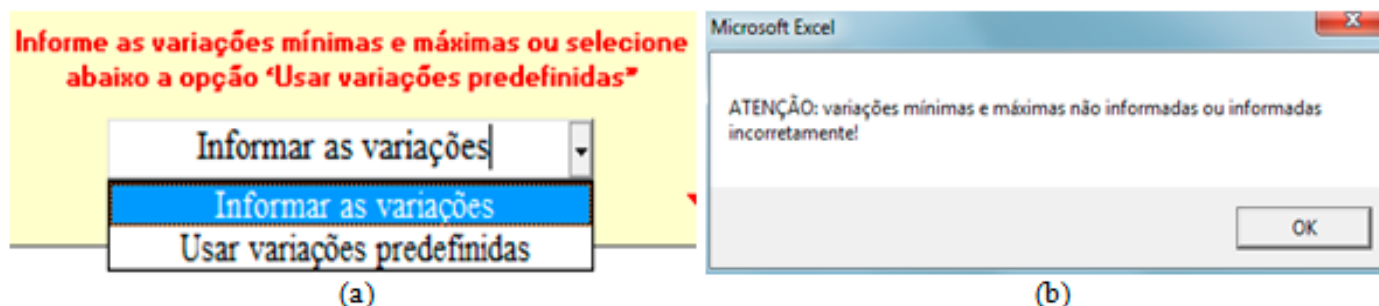 Informe as variações mínimas e máximas ou selecione
abaixo a opção ‘Usar variações predefinidas”
Informar as variações
Informar as variações
Usar variações predefinidas
(a)
Microsoft Excel
ATENÇÃO: variações mínimas e máximas não informadas ou informadas
incorretamente!
OK
(b)